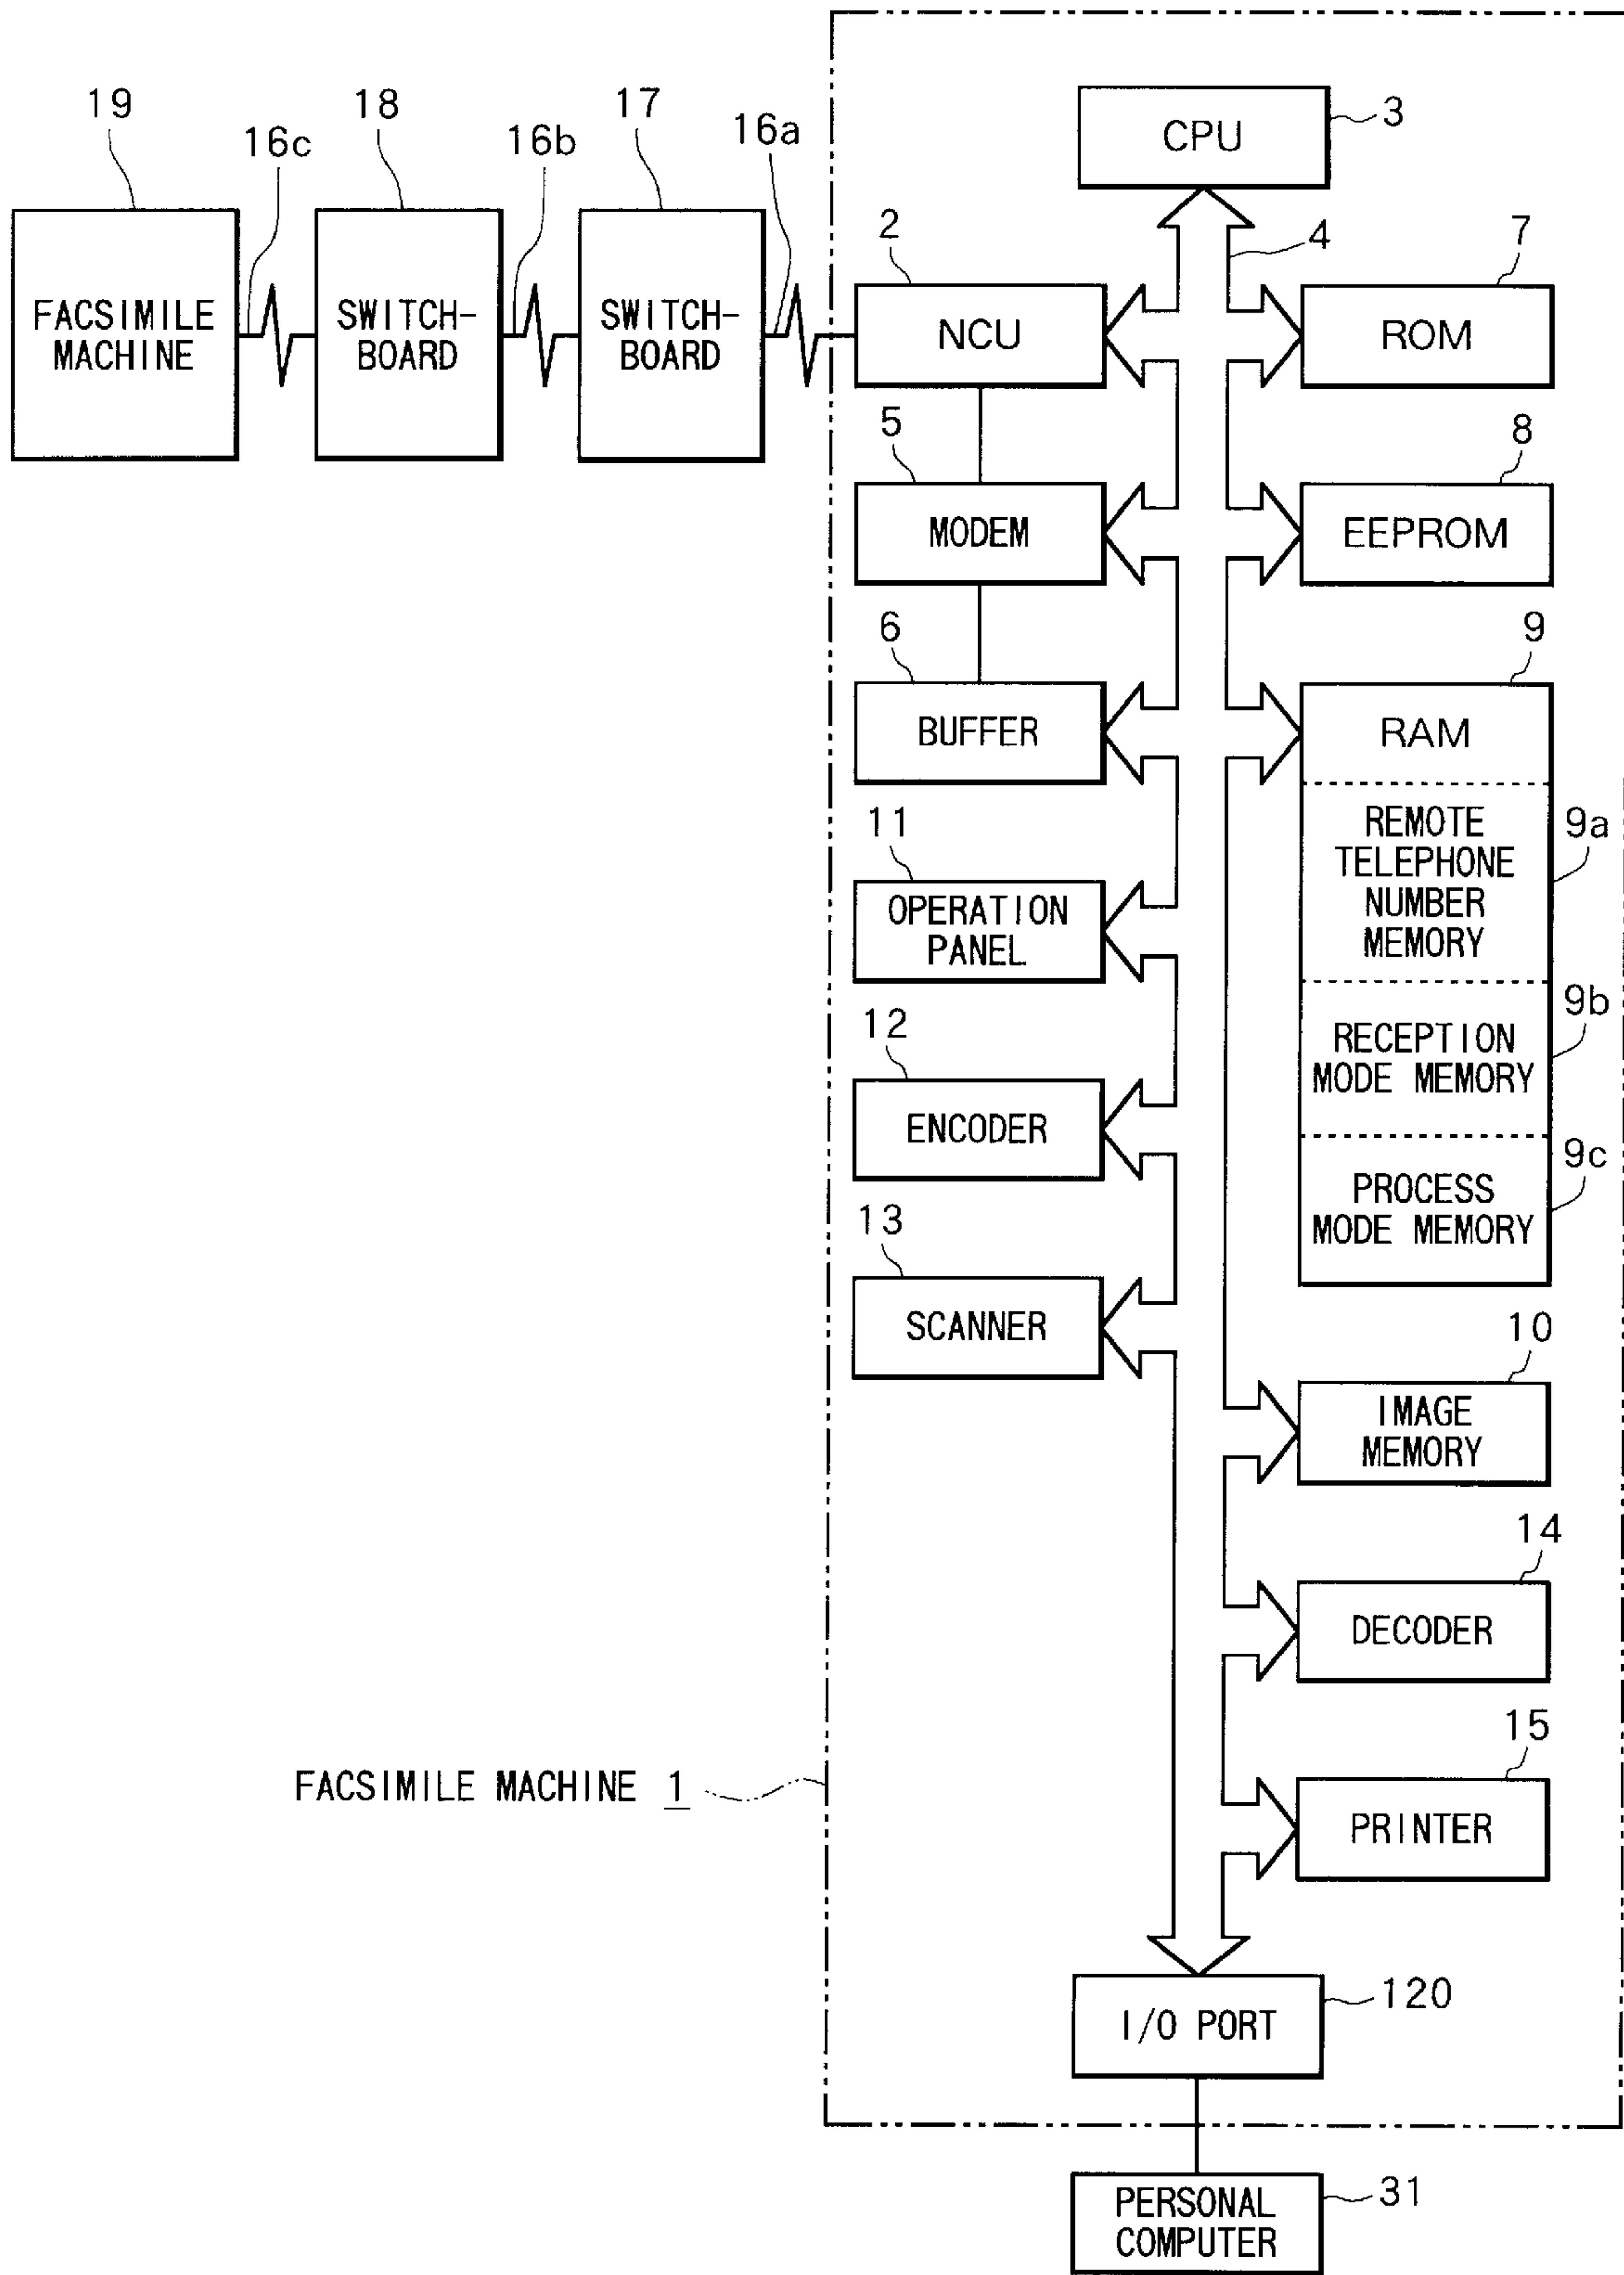 19
18
17
16c
16b
16a
3
CPU
2
4
7
FACSIMILE
MACHINE
SWITCH-
BOARD
SWITCH-
BOARD
NCU
ROM
5
8
MODEM
EEPROM
6
9
BUFFER
RAM
11
REMOTE
TELEPHONE
NUMBER
MEMORY
9a
OPERATION
PANEL
9b
12
RECEPTION
MODE MEMORY
ENCODER
9c
PROCESS
MODE MEMORY
13
SCANNER
10
IMAGE
MEMORY
14
DECODER
15
FACSIMILE MACHINE 1
PRINTER
120
I/O PORT
31
PERSONAL
COMPUTER